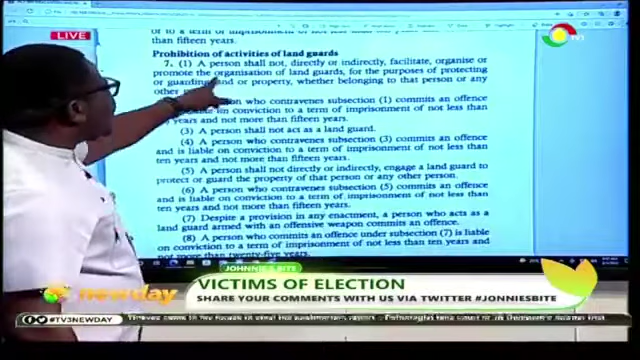 LIVE
or to a term of imprisonment of not less
than fifteen years.
Prohibition of activities of land guards
7. (1) A person shall not, directly or indirectly, facilitate, organise or
promote the organisation of land guards, for the purposes of protecting
or guarding land or property, whether belonging to that person or any
other
who contravenes subsection (1) commits an offence
on conviction to a term of imprisonment of not less than
years and not more than fifteen years.
(3) A person shall not act as a land guard.
(4) A person who contravenes subsection (3) commits an offence
and is liable on conviction to a term of imprisonment of not less than
ten years and not more than fifteen years.
(5) A person shall not directly or indirectly, engage a land guard to
protect or guard the property of that person or any other person.
(6) A person who contravenes subsection (5) commits an offence
and is liable on conviction to a term of imprisonment of not less than
ten years and not more than fifteen years.
(7) Despite a provision in any enactment, a person who acts as a
land guard armed with an offensive weapon commits an offence.
(8) A person who commits an offence under subsection (7) is liable
on conviction to a term of imprisonment of not less than ten years and
not more than twenty-five years.
3
JOHNNIE'S BITE
newday
VICTIMS OF ELECTION
SHARE YOUR COMMENTS WITH US VIA TWITTER #JONNIESBITE
#TV3NEWDAY